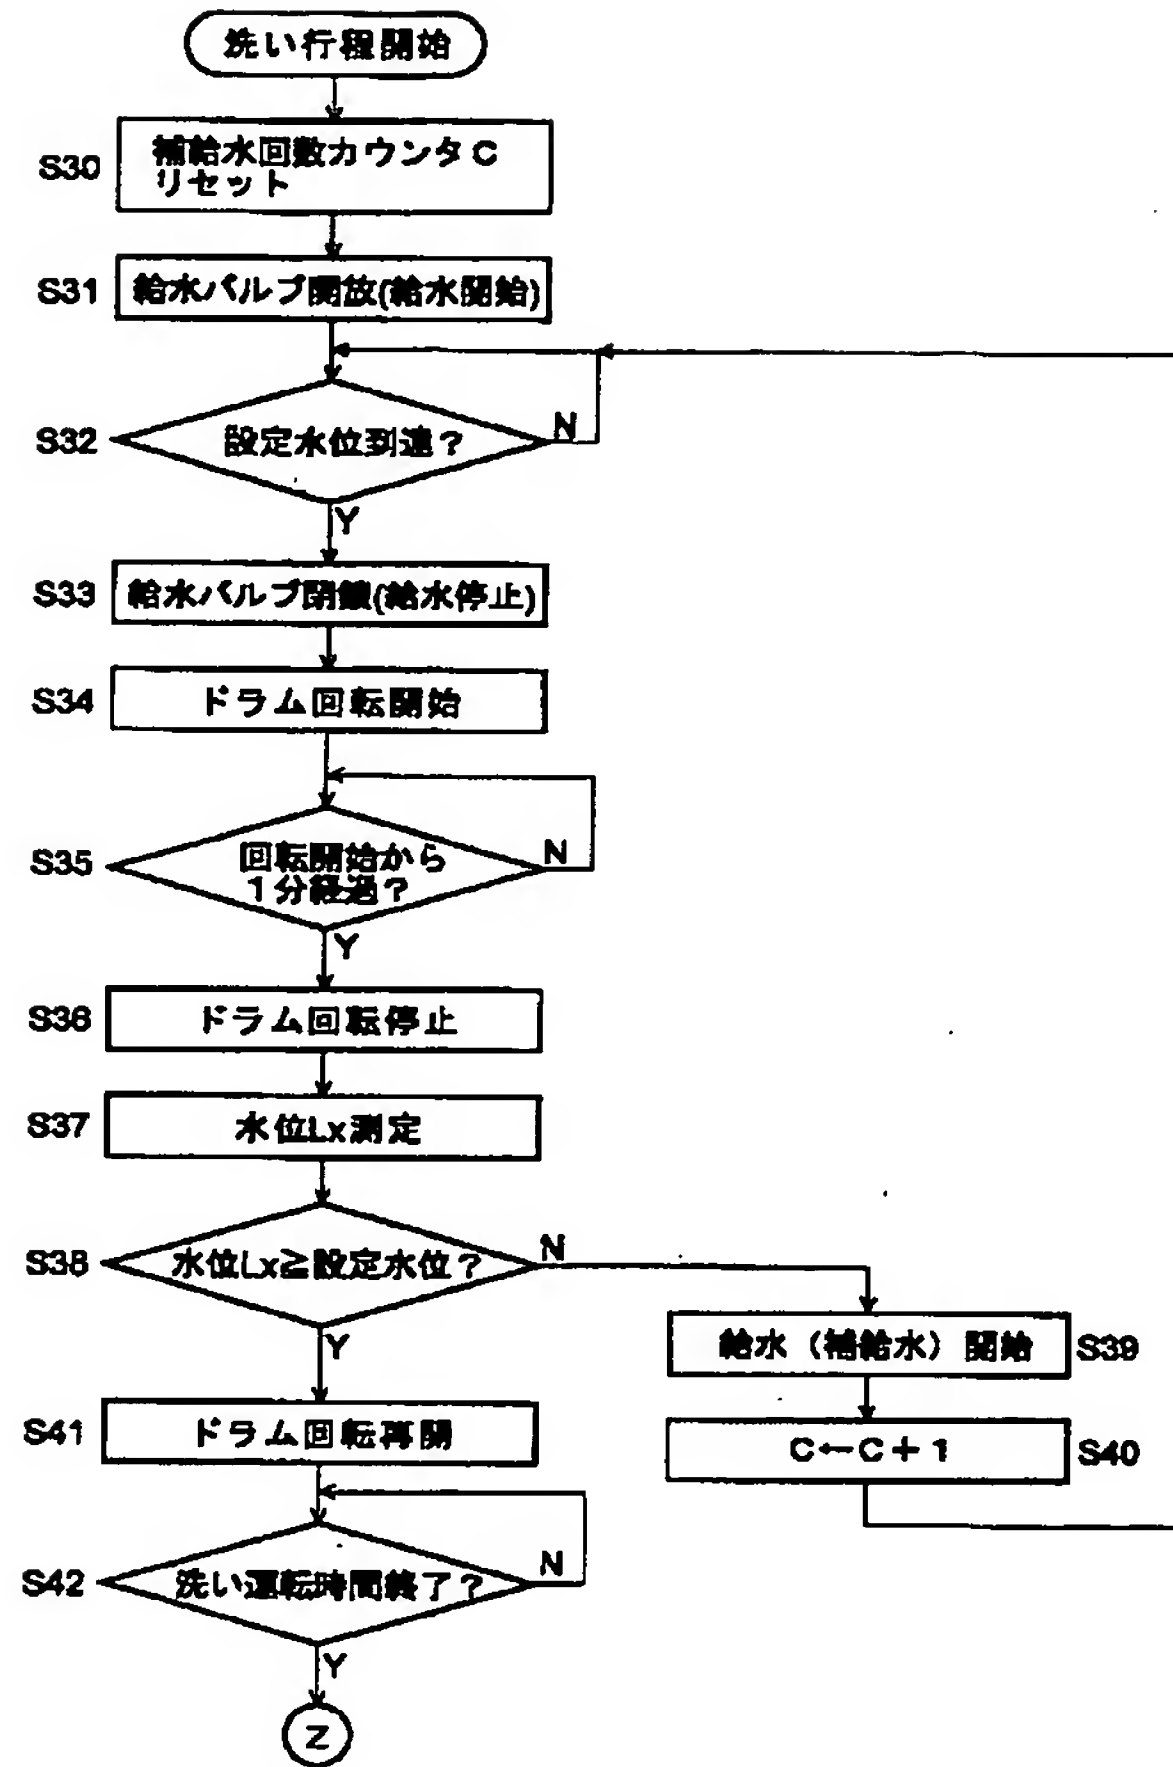 洗い行程開始
S30
補給水回数カウンタC
リセット
S31
給水バルブ開放(給水開始)
S32
設定水位到達?
N
Y
S33
給水バルブ閉鎖(給水停止)
S34
ドラム回転開始
S35
回転開始から
1分経過?
N
Y
S36
ドラム回転停止
S37
水位Lx測定
S38
水位Lx≧設定水位?
N
Y
給水(補給水)開始
S39
S41
ドラム回転再開
C←C+1
S40
S42
洗い運転時間終了?
N
Y
Z